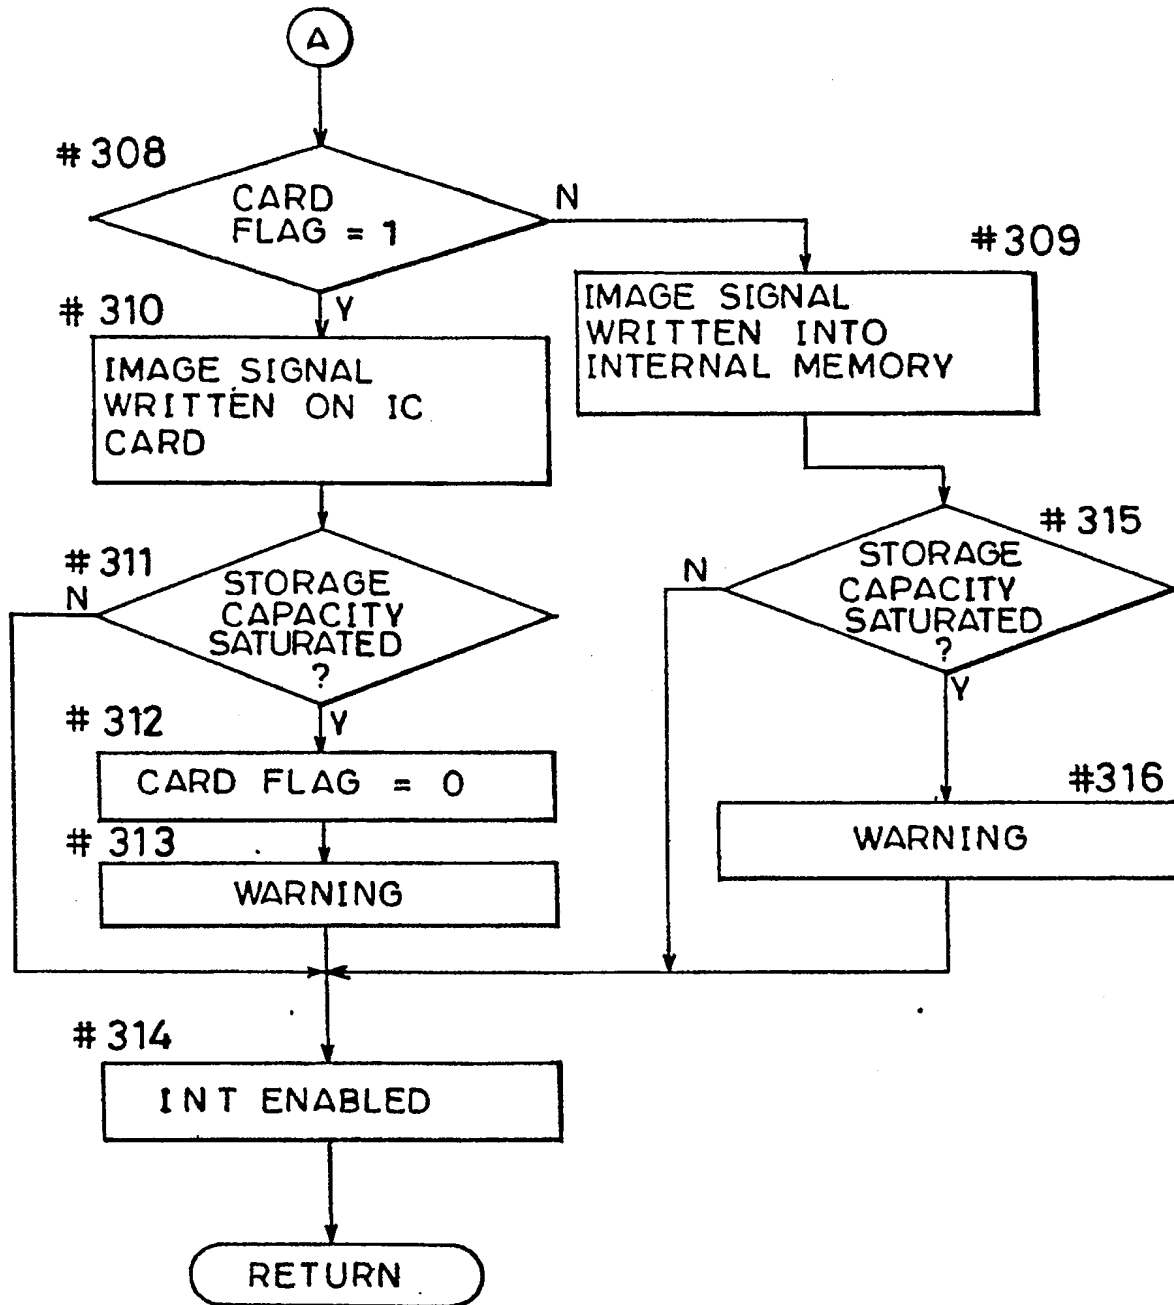 A
#308
CARD
FLAG = 1
N
Y
#309
IMAGE SIGNAL
WRITTEN INTO
INTERNAL MEMORY
#310
IMAGE SIGNAL
WRITTEN ON IC
CARD
#311
N
STORAGE
CAPACITY
SATURATED
?
Y
#315
N
STORAGE
CAPACITY
SATURATED
?
Y
#312
CARD FLAG = 0
#313
WARNING
#316
WARNING
#314
INT ENABLED
RETURN